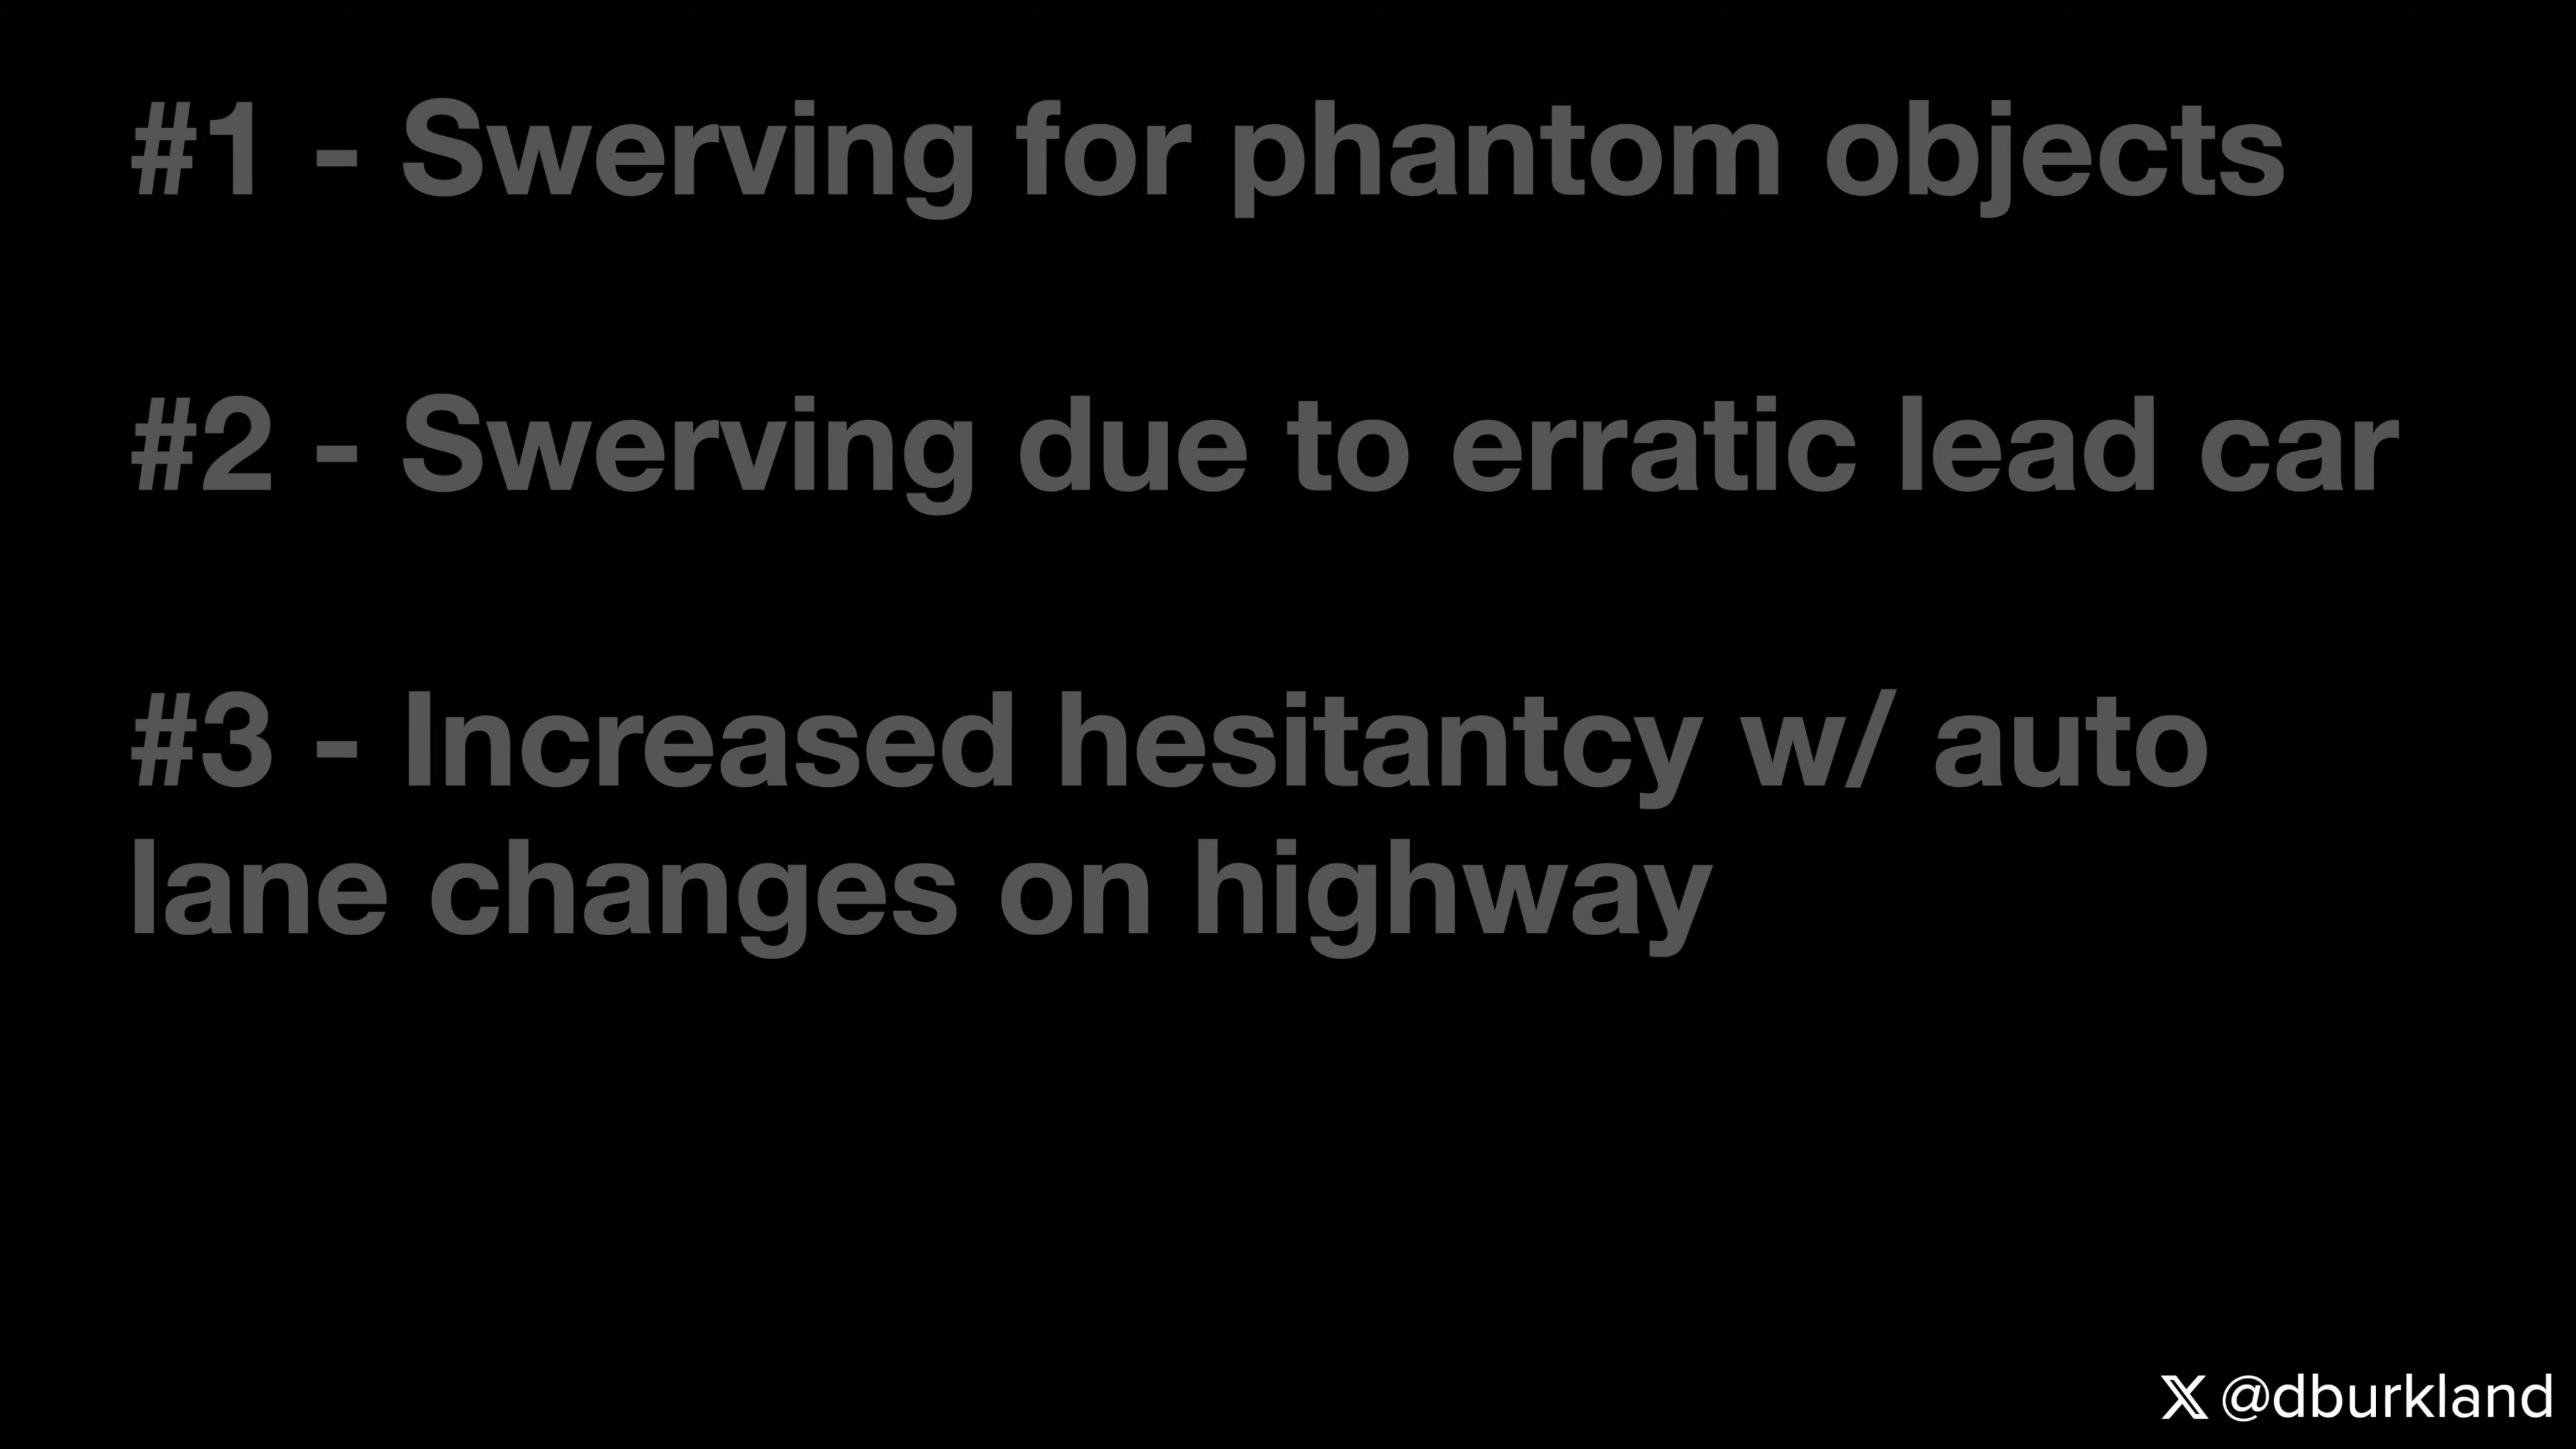 #1 - Swerving for phantom objects
#2 - Swerving due to erratic lead car
#3 - Increased hesitantcy w/ auto
lane changes on highway
X @dburkland